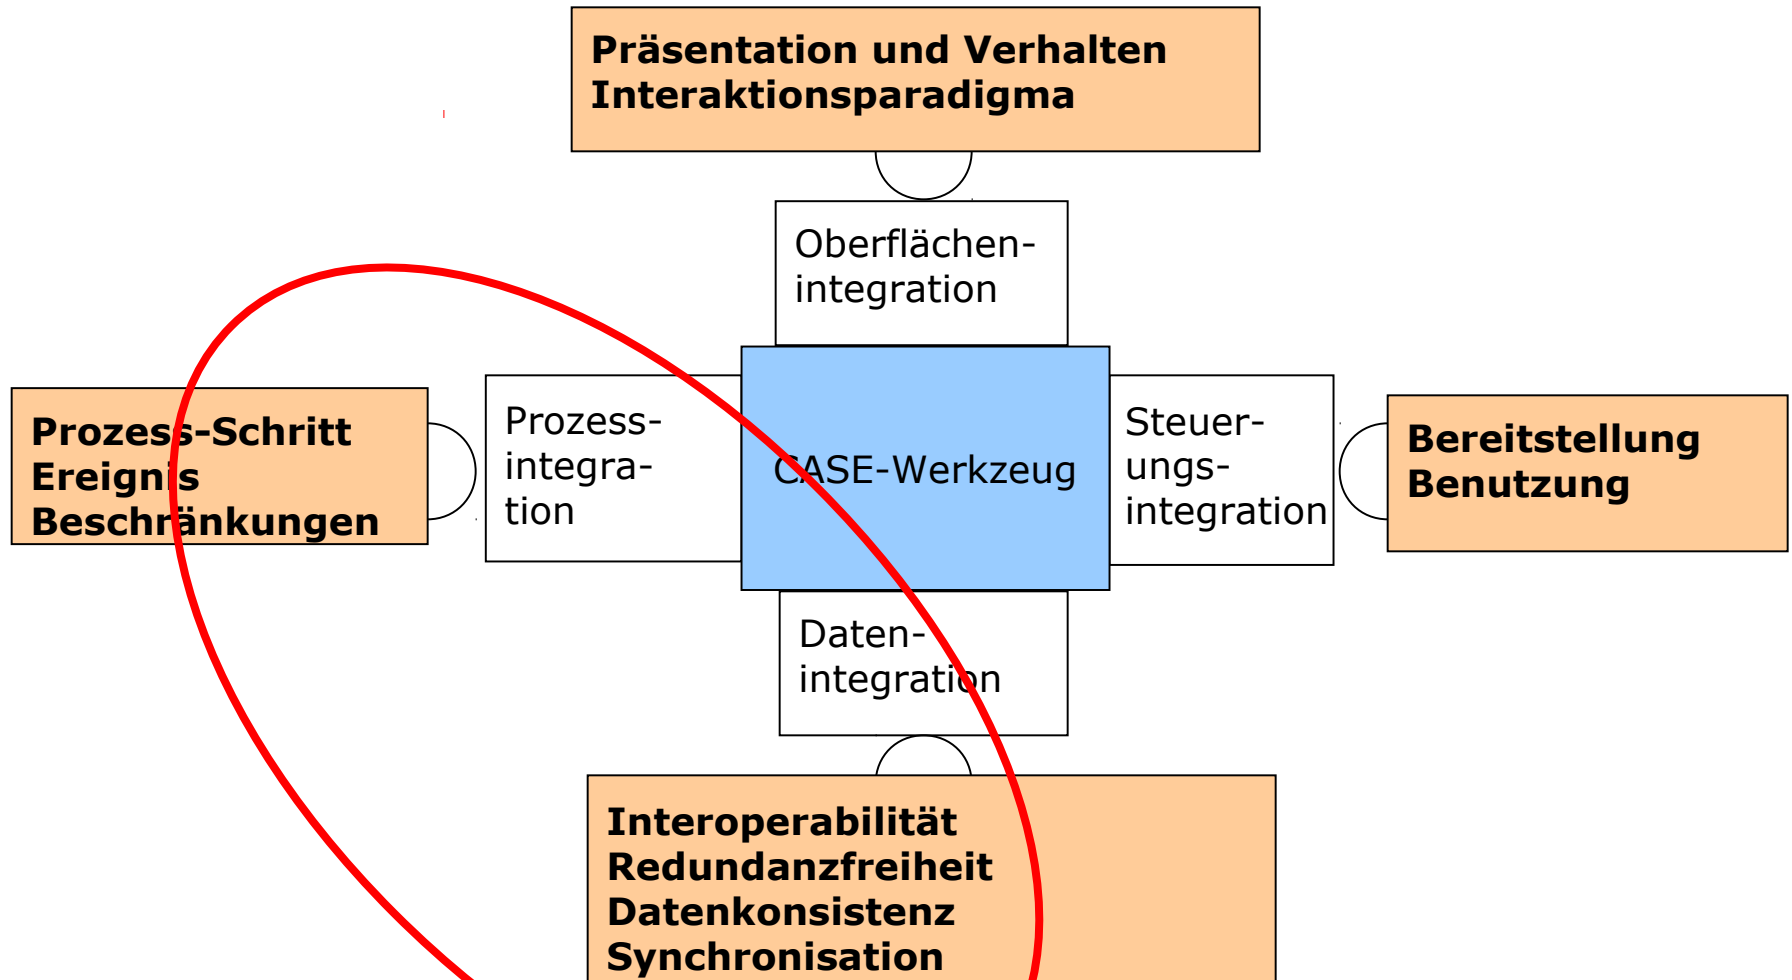 Präsentation und Verhalten
Interaktionsparadigma
Oberflächen-
integration
Prozess-Schritt
Ereignis
Beschränkungen
Prozess-
integra-
tion
CASE-Werkzeug
Steuer-
ungs-
integration
Bereitstellung
Benutzung
Daten-
integration
Interoperabilität
Redundanzfreiheit
Datenkonsistenz
Synchronisation